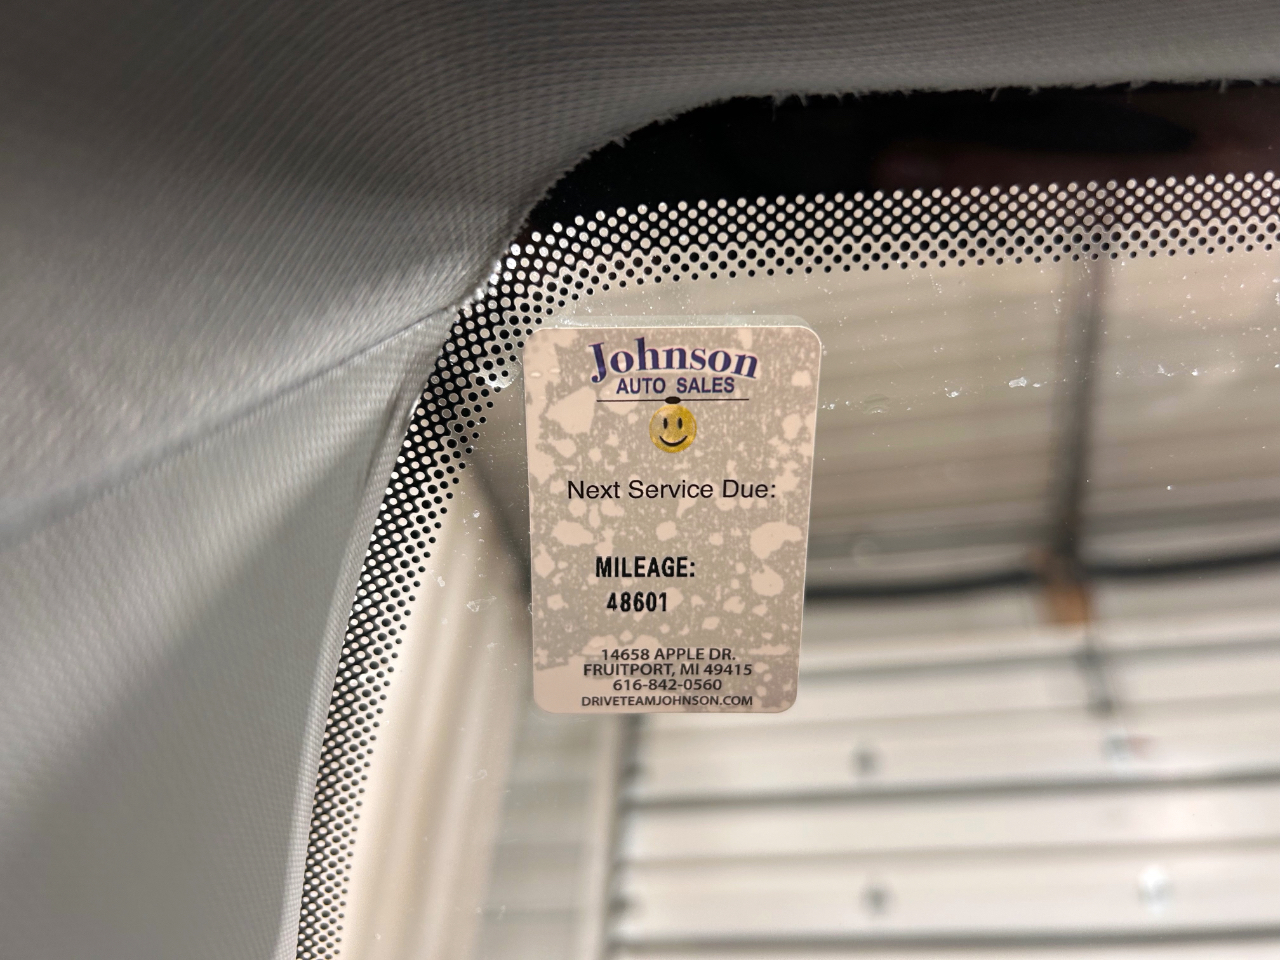 Johnson
AUTO SALES
Next Service Due:
MILEAGE:
48601
14658 APPLE DR.
FRUITPORT, MI 49415
616-842-0560
DRIVETEAMJOHNSON.COM